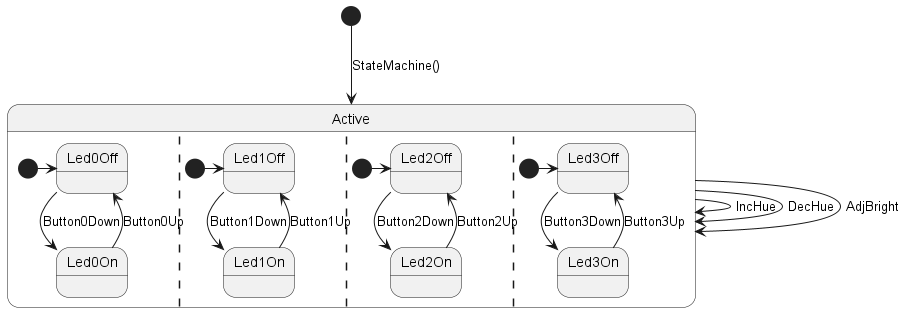 StateMachine()
Active
Led0Off
Led1Off
Led2Off
Led3Off
IncHue
DecHue
AdjBright
Button0Down
Button0Up
Button1Down
Button1Up
Button2Down
Button2Up
Button3Down
Button3Up
Led0On
Led1On
Led2On
Led3On